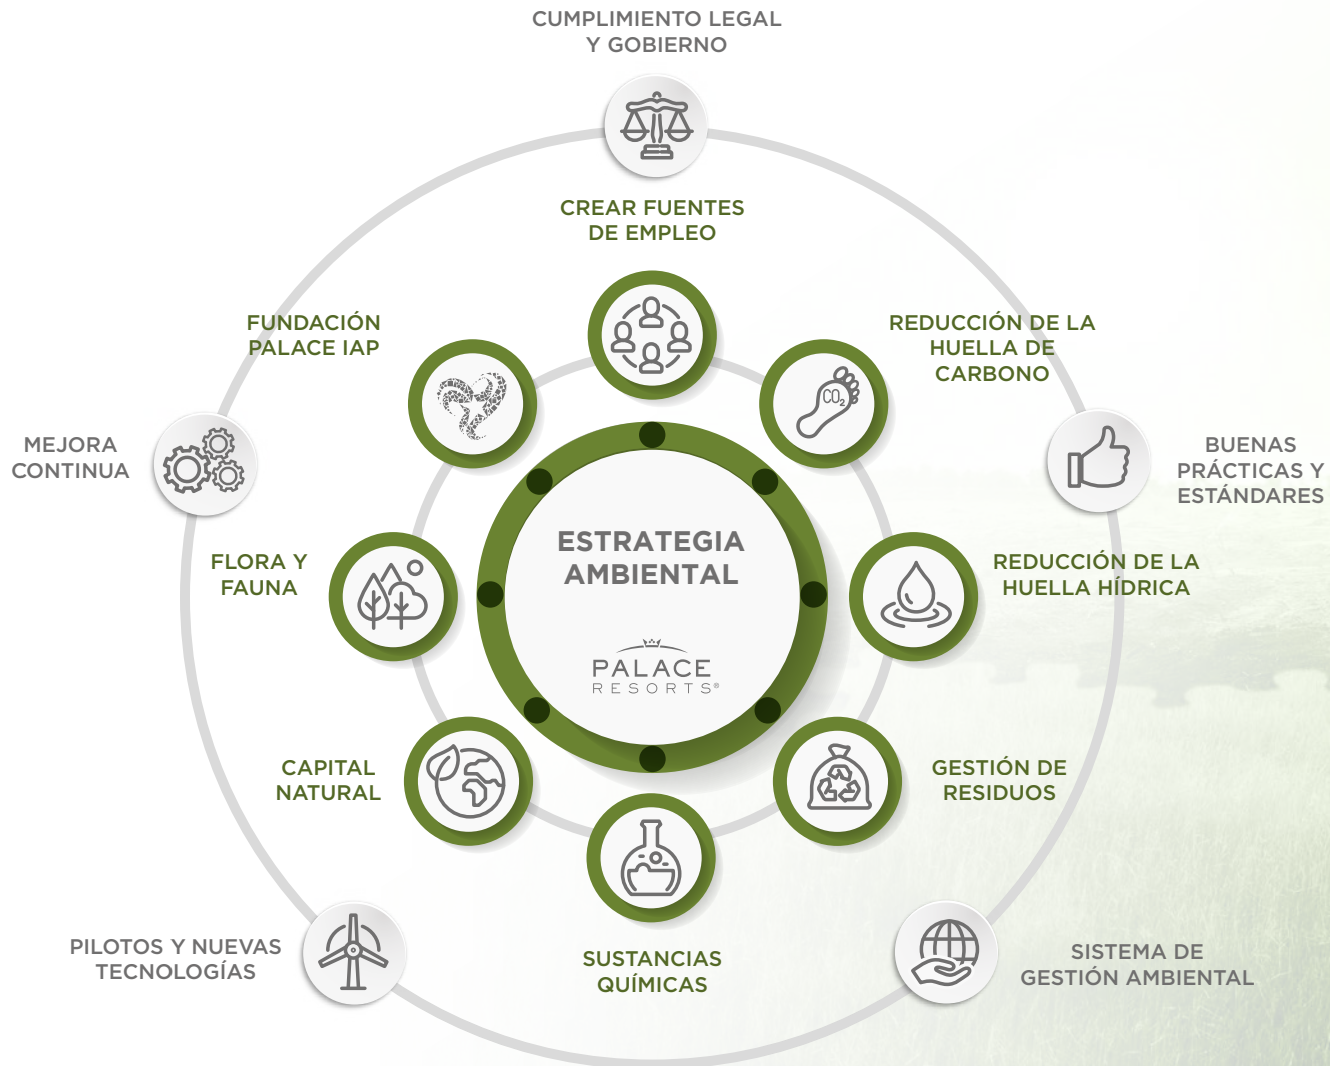 CUMPLIMIENTO LEGAL
Y GOBIERNO
CREAR FUENTES
DE EMPLEO
FUNDACIÓN
PALACE IAP
REDUCCIÓN DE LA
HUELLA DE
CARBONO
CO₂
MEJORA
CONTINUA
BUENAS
PRÁCTICAS Y
ESTÁNDARES
ESTRATEGIA
AMBIENTAL
PALACE
RESORTS®
FLORA Y
FAUNA
REDUCCIÓN DE LA
HUELLA HÍDRICA
CAPITAL
NATURAL
GESTIÓN DE
RESIDUOS
PILOTOS Y NUEVAS
TECNOLOGÍAS
SUSTANCIAS
QUÍMICAS
SISTEMA DE
GESTIÓN AMBIENTAL